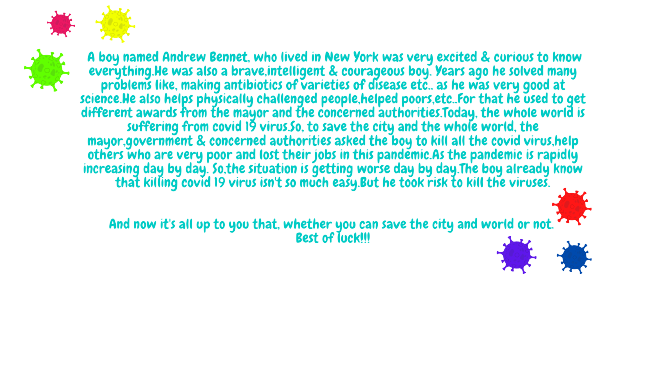 A boy named Andrew Bennet, who lived in New York was very excited & curious to know
everything.He was also a brave,intelligent & courageous boy. Years ago he solved many
problems like, making antibiotics of varieties of disease etc.. as he was very good at
science.He also helps physically challenged people,helped poors,etc..For that he used to get
different awards from the mayor and the concerned authorities.Today, the whole world is
suffering from covid 19 virus.So, to save the city and the whole world, the
mayor,government & concerned authorities asked the boy to kill all the covid virus,help
others who are very poor and lost their jobs in this pandemic.As the pandemic is rapidly
increasing day by day. So,the situation is getting worse day by day.The boy already know
that killing covid 19 virus isn't so much easy.But he took risk to kill the viruses.
And now it's all up to you that, whether you can save the city and world or not.
Best of luck!!!